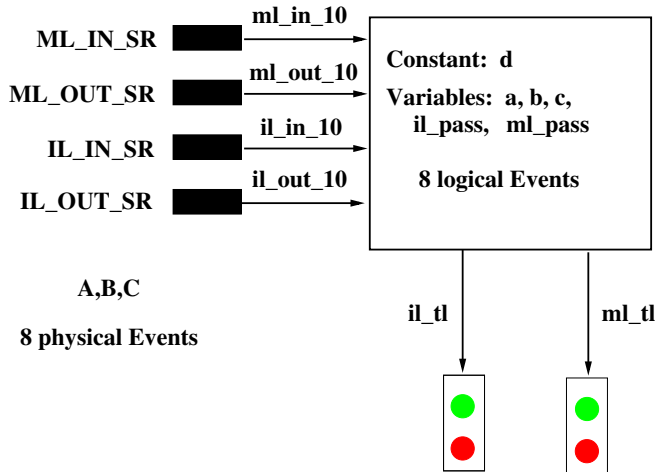 ML_IN_SR
ml_in_10
ML_OUT_SR
ml_out_10
IL_IN_SR
il_in_10
IL_OUT_SR
il_out_10
Constant: d
Variables: a, b, c,
il_pass, ml_pass
8 logical Events
A,B,C
8 physical Events
il_tl
ml_tl